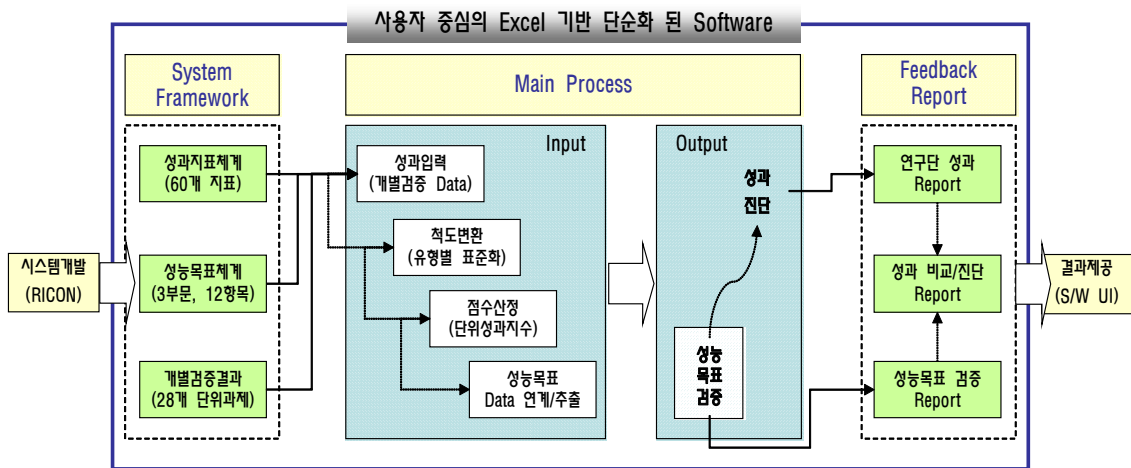 사용자 중심의 Excel 기반 단순화 된 Software
System
Framework
Main Process
Feedback
Report
시스템개발
(RICON)
성과지표체계
(60개 지표)
성능목표체계
(3부문, 12항목)
개별검증결과
(28개 단위과제)
Input
성과입력
(개별검증 Data)
척도변환
(유형별 표준화)
점수산정
(단위성과지수)
성능목표
Data 연계/추출
Output
성과
진단
성능
목표
검증
연구단 성과
Report
성과 비교/진단
Report
성능목표 검증
Report
결과제공
(S/W UI)